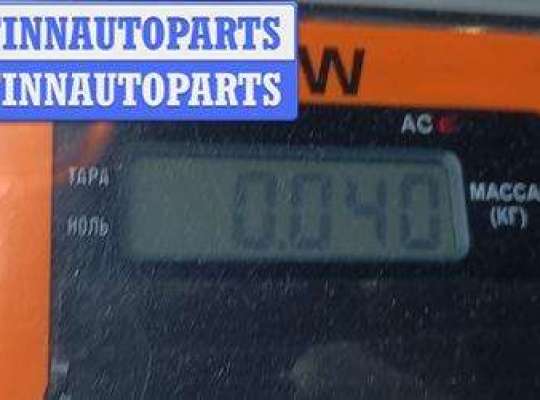 INNAUTOPARTS
INNAUTOPARTS
W
AC
ТАРА
НОЛЬ
0.040
МАССА
(КГ)